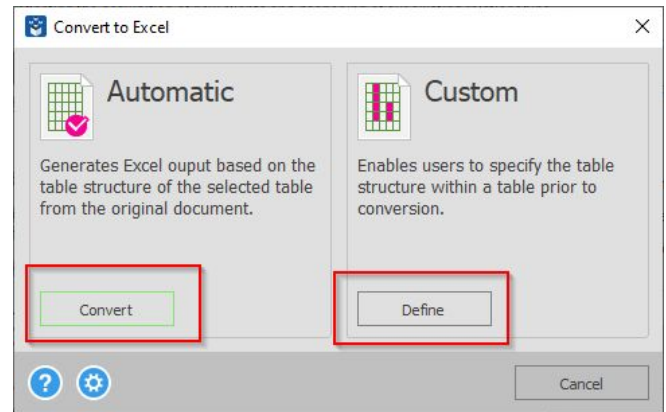 Convert to Excel
Automatic
Generates Excel ouput based on the
table structure of the selected table
from the original document.
Convert
Custom
Enables users to specify the table
structure within a table prior to
conversion.
Define
?
Cancel